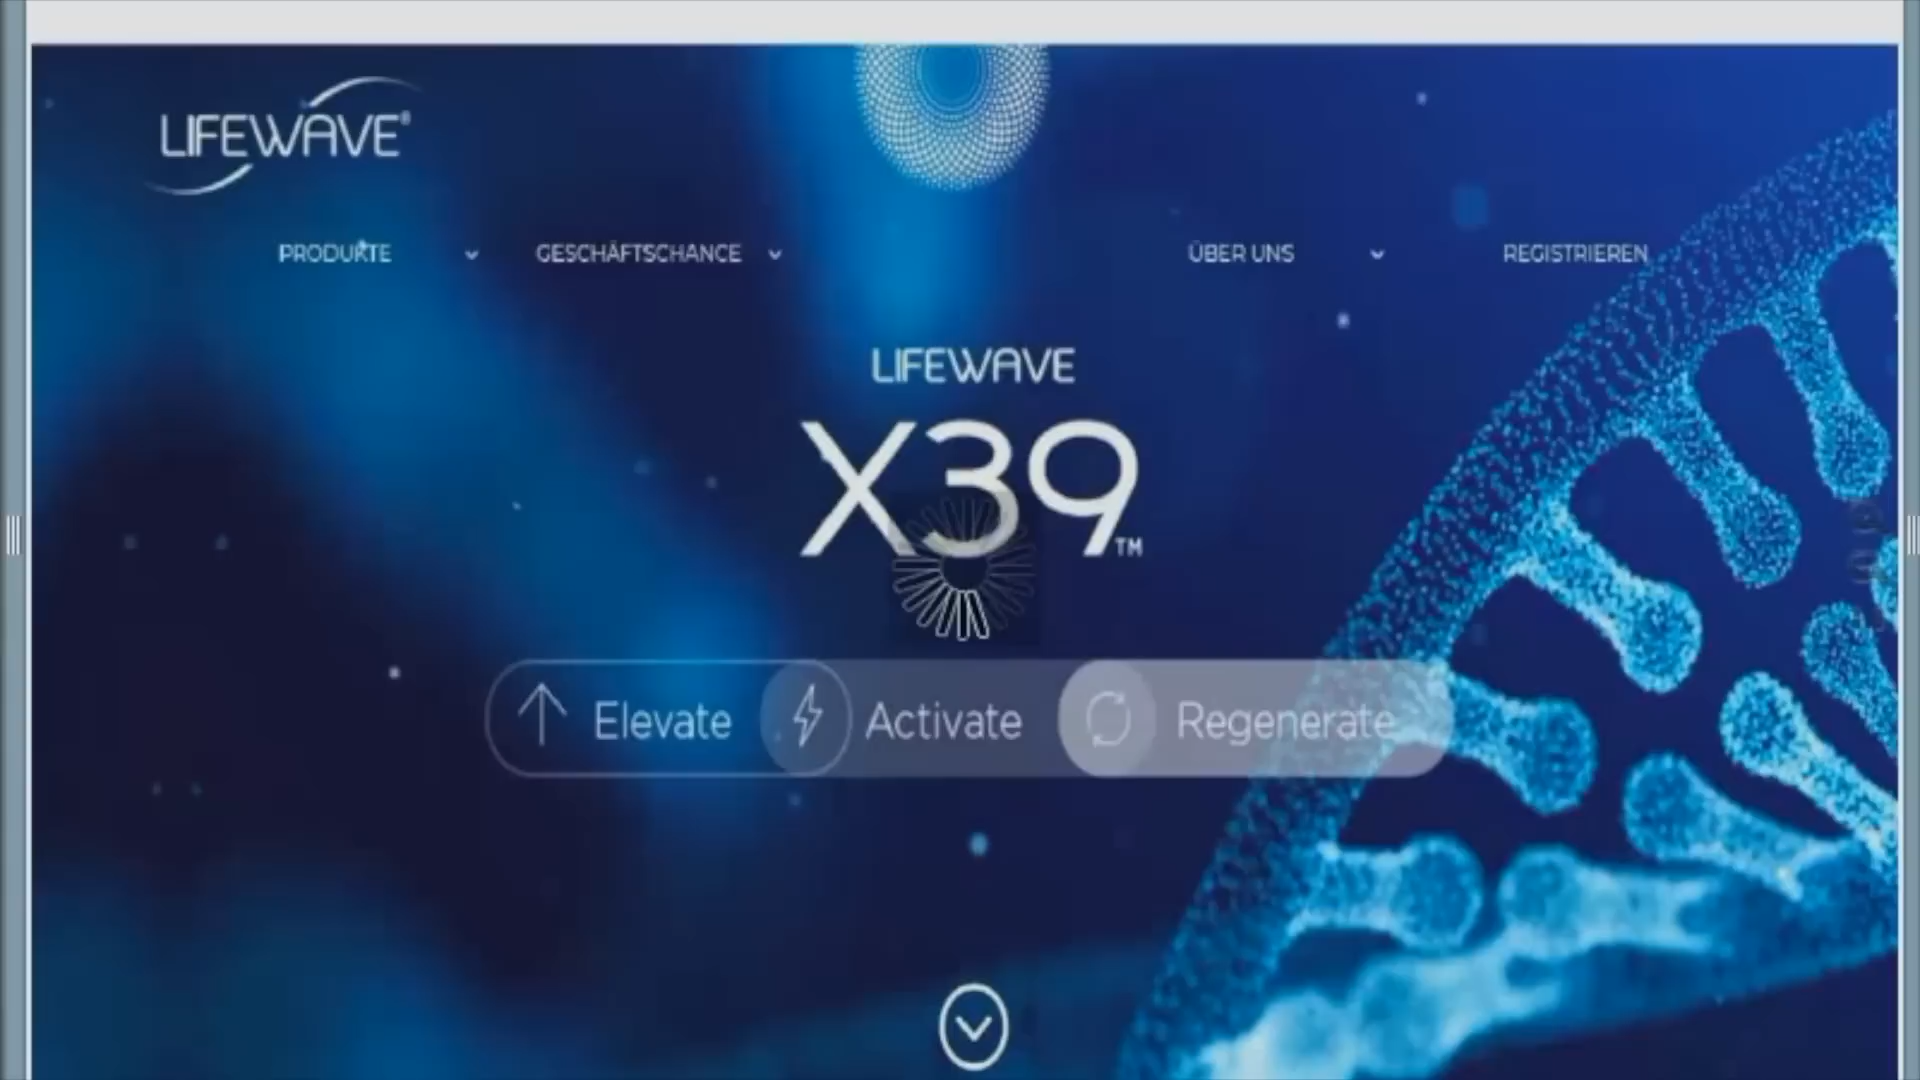 LIFEWAVE®
PRODUKTE GESCHÄFTSCHANCE ÜBER UNS REGISTRIEREN
LIFEWAVE
X39™
Elevate Activate Regenerate